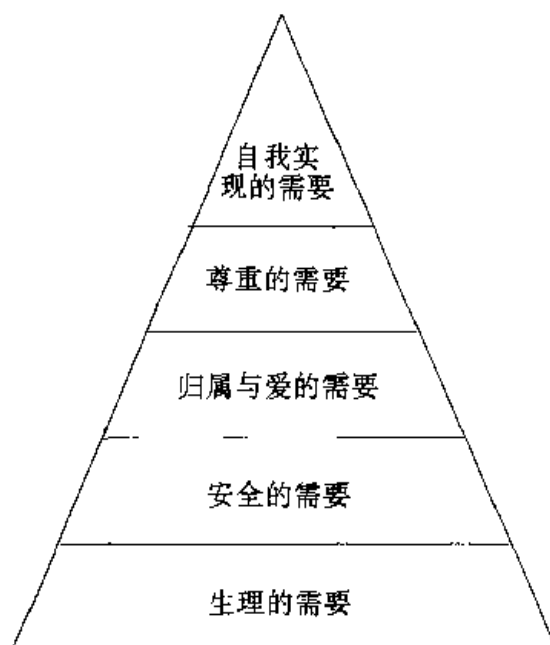 自我实
现的需要
尊重的需要
归属与爱的需要
安全的需要
生理的需要